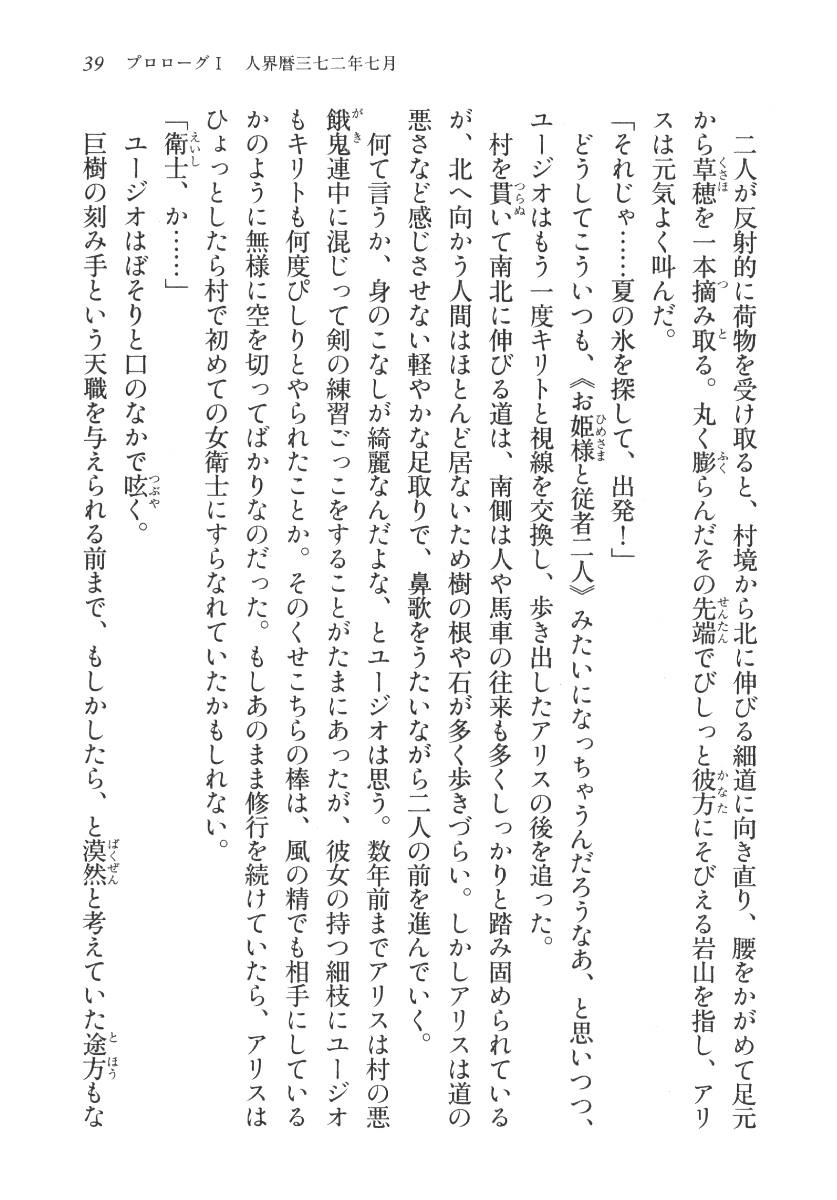 39　プロローグⅠ　人界暦三七二年七月
　二人が反射的に荷物を受け取ると、村境から北に伸びる細道に向き直り、腰をかがめて足元
から草穂を一本摘み取る。丸く膨らんだその先端でびしっと彼方にそびえる岩山を指し、アリ
スは元気よく叫んだ。
「それじゃ……夏の氷を探して、出発！」
　どうしてこういつも、《お姫様と従者二人》みたいになっちゃうんだろうなあ、と思いつつ、
ユージオはもう一度キリトと視線を交換し、歩き出したアリスの後を追った。
　村を貫いて南北に伸びる道は、南側は人や馬車の往来も多くしっかりと踏み固められている
が、北へ向かう人間はほとんど居ないため樹の根や石が多く歩きづらい。しかしアリスは道の
悪さなど感じさせない軽やかな足取りで、鼻歌をうたいながら二人の前を進んでいく。
　何て言うか、身のこなしが綺麗なんだよな、とユージオは思う。数年前までアリスは村の悪
餓鬼連中に混じって剣の練習ごっこをすることがたまにあったが、彼女の持つ細枝にユージオ
もキリトも何度ぴしりとやられたことか。そのくせこちらの棒は、風の精でも相手にしている
かのように無様に空を切ってばかりなのだった。もしあのまま修行を続けていたら、アリスは
ひょっとしたら村で初めての女衛士にすらなれていたかもしれない。
「衛士、か……」
　ユージオはぼそりと口のなかで呟く。
　巨樹の刻み手という天職を与えられる前まで、もしかしたら、と漠然と考えていた途方もな